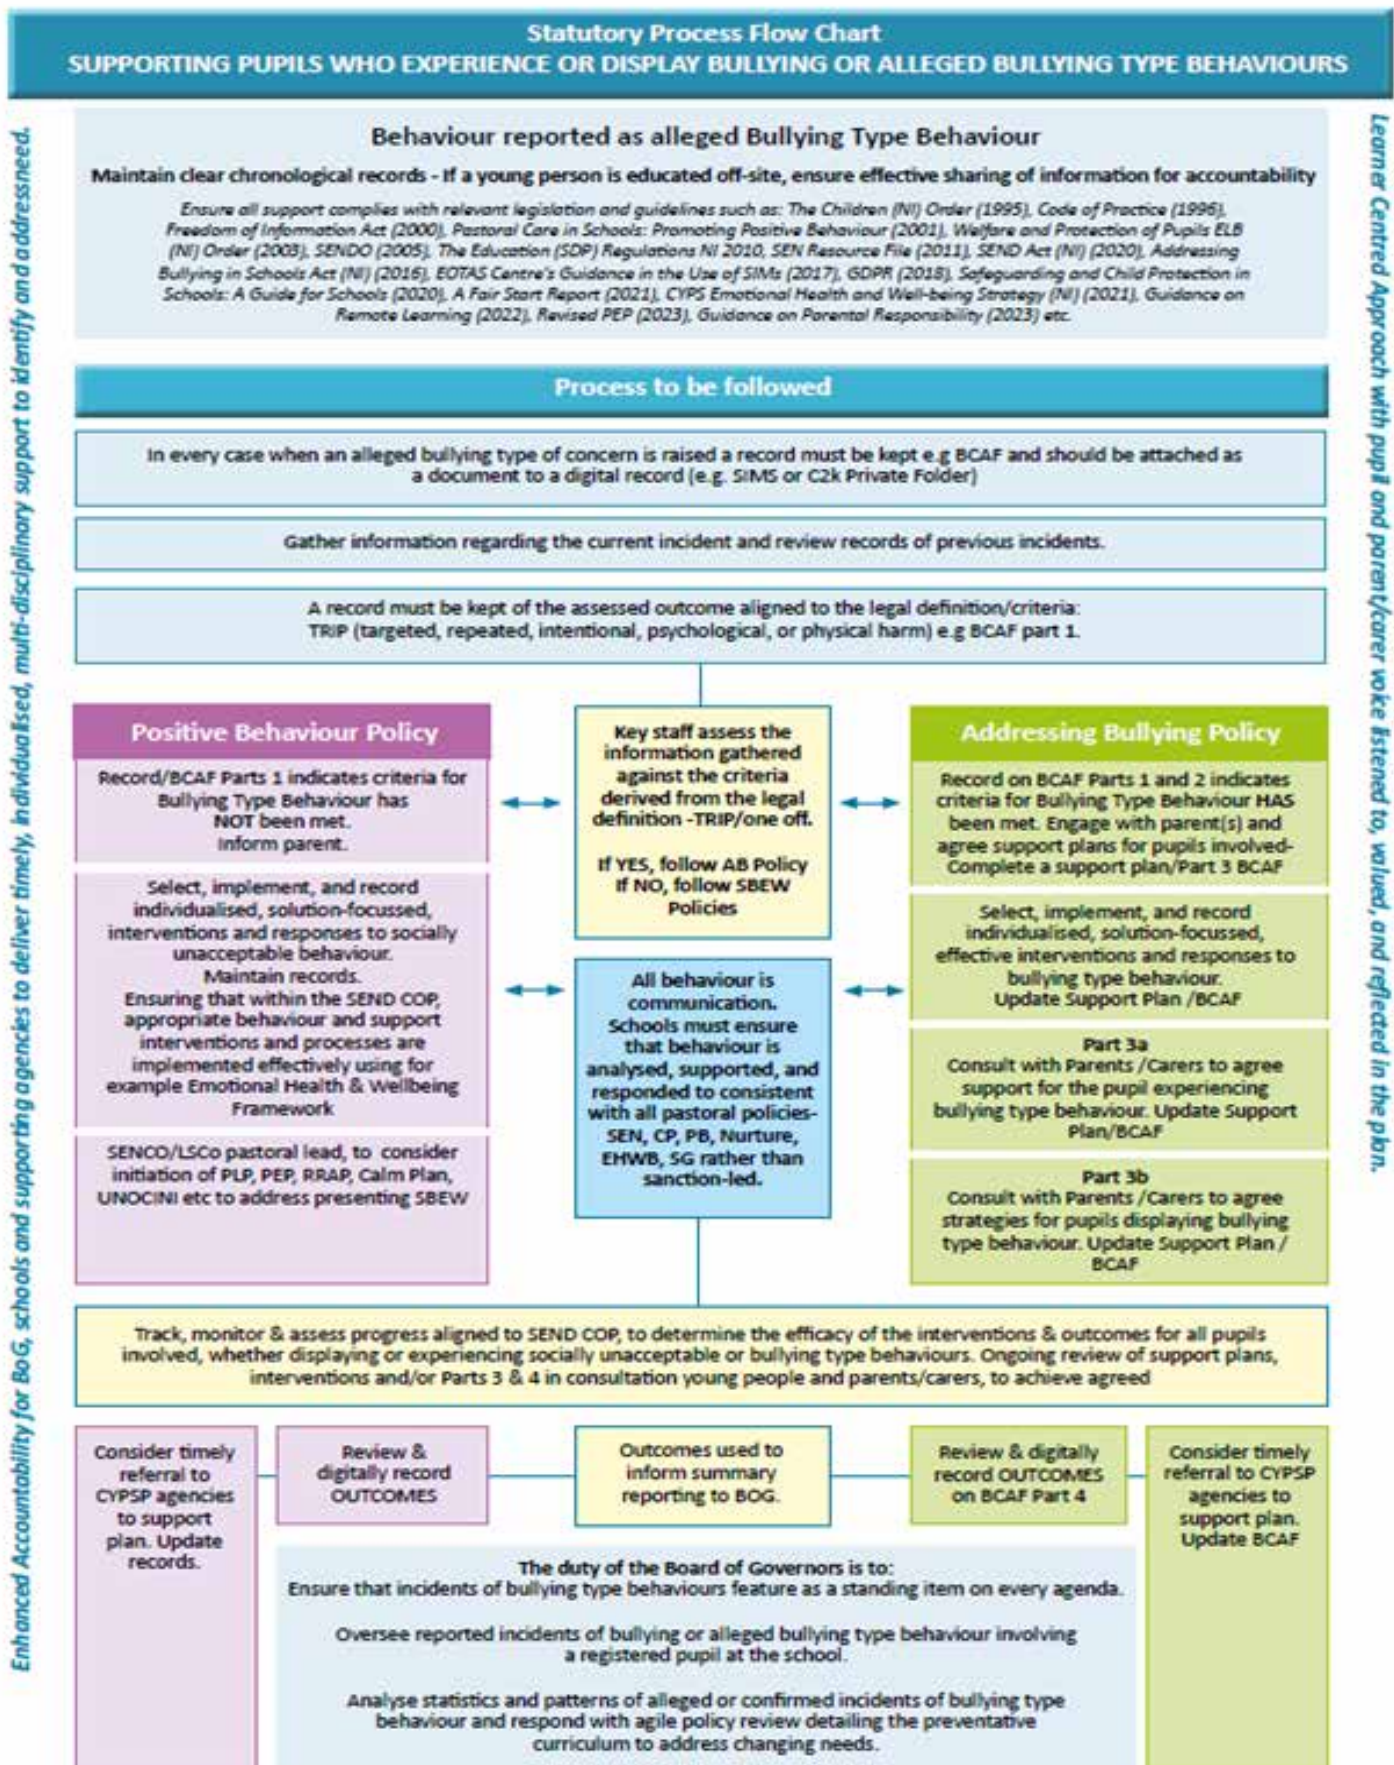 Statutory Process Flow Chart
SUPPORTING PUPILS WHO EXPERIENCE OR DISPLAY BULLYING OR ALLEGED BULLYING TYPE BEHAVIOURS
Enhanced Accountability for BoG, schools and supporting agencies to deliver timely, individualised, multi-disciplinary support to identify and addressneed.
Learner Centred Approach with pupil and parent/carer voice listened to, valued, and reflected in the plan.
Behaviour reported as alleged Bullying Type Behaviour
Maintain clear chronological records - If a young person is educated off-site, ensure effective sharing of information for accountability
Ensure all support complies with relevant legislation and guidelines such as: The Children (NI) Order (1995), Code of Practice (1996),
Freedom of Information Act (2000), Pastoral Care in Schools: Promoting Positive Behaviour (2001), Welfare and Protection of Pupils ELB
(NI) Order (2003), SENDO (2005), The Education (SDP) Regulations NI 2010, SEN Resource File (2011), SEND Act (NI) (2020), Addressing
Bullying in Schools Act (NI) (2016), EOTAS Centre's Guidance in the Use of SIMs (2017), GDPR (2018), Safeguarding and Child Protection in
Schools: A Guide for Schools (2020), A Fair Start Report (2021), CYPS Emotional Health and Well-being Strategy (NI) (2021), Guidance on
Remote Learning (2022), Revised PEP (2023), Guidance on Parental Responsibility (2023) etc.
Process to be followed
In every case when an alleged bullying type of concern is raised a record must be kept e.g BCAF and should be attached as
a document to a digital record (e.g. SIMS or C2k Private Folder)
Gather information regarding the current incident and review records of previous incidents.
A record must be kept of the assessed outcome aligned to the legal definition/criteria:
TRIP (targeted, repeated, intentional, psychological, or physical harm) e.g BCAF part 1.
Positive Behaviour Policy
Record/BCAF Parts 1 indicates criteria for
Bullying Type Behaviour has
NOT been met.
Inform parent.
Select, implement, and record
individualised, solution-focussed,
interventions and responses to socially
unacceptable behaviour.
Maintain records.
Ensuring that within the SEND COP,
appropriate behaviour and support
interventions and processes are
implemented effectively using for
example Emotional Health & Wellbeing
Framework
SENCO/LSCo pastoral lead, to consider
initiation of PLP, PEP, RRAP, Calm Plan,
UNOCINI etc to address presenting SBEW
Key staff assess the
information gathered
against the criteria
derived from the legal
definition -TRIP/one off.
If YES, follow AB Policy
If NO, follow SBEW
Policies
All behaviour is
communication.
Schools must ensure
that behaviour is
analysed, supported, and
responded to consistent
with all pastoral policies-
SEN, CP, PB, Nurture,
EHWB, SG rather than
sanction-led.
Addressing Bullying Policy
Record on BCAF Parts 1 and 2 indicates
criteria for Bullying Type Behaviour HAS
been met. Engage with parent(s) and
agree support plans for pupils involved-
Complete a support plan/Part 3 BCAF
Select, implement, and record
individualised, solution-focussed,
effective interventions and responses to
bullying type behaviour.
Update Support Plan /BCAF
Part 3a
Consult with Parents /Carers to agree
support for the pupil experiencing
bullying type behaviour. Update Support
Plan/BCAF
Part 3b
Consult with Parents /Carers to agree
strategies for pupils displaying bullying
type behaviour. Update Support Plan /
BCAF
Track, monitor & assess progress aligned to SEND COP, to determine the efficacy of the interventions & outcomes for all pupils
involved, whether displaying or experiencing socially unacceptable or bullying type behaviours. Ongoing review of support plans,
interventions and/or Parts 3 & 4 in consultation young people and parents/carers, to achieve agreed
Consider timely
referral to
CYPSP agencies
to support
plan. Update
records.
Review &
digitally record
OUTCOMES
Outcomes used to
inform summary
reporting to BOG.
Review & digitally
record OUTCOMES
on BCAF Part 4
Consider timely
referral to CYPSP
agencies to
support plan.
Update BCAF
The duty of the Board of Governors is to:
Ensure that incidents of bullying type behaviours feature as a standing item on every agenda.
Oversee reported incidents of bullying or alleged bullying type behaviour involving
a registered pupil at the school.
Analyse statistics and patterns of alleged or confirmed incidents of bullying type
behaviour and respond with agile policy review detailing the preventative
curriculum to address changing needs.